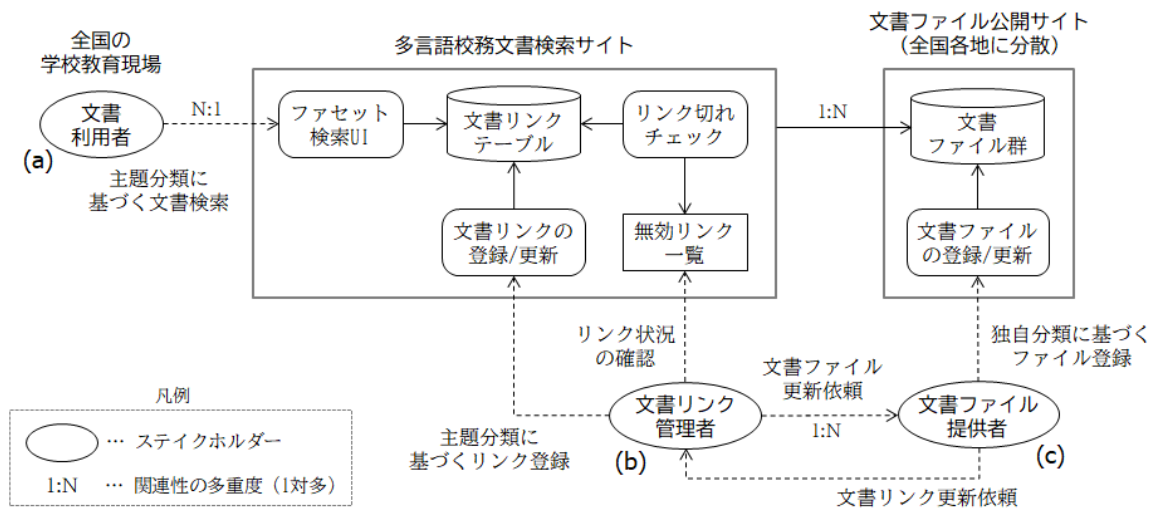 全国の
学校教育現場
多言語校務文書検索サイト
文書ファイル公開サイト
（全国各地に分散）
文書
利用者
(a)
N:1
主題分類に
基づく文書検索
ファセット
検索UI
文書リンク
テーブル
リンク切れ
チェック
1:N
文書
ファイル群
文書リンクの
登録/更新
無効リンク
一覧
文書ファイル
の登録/更新
リンク状況
の確認
独自分類に基づく
ファイル登録
文書ファイル
更新依頼
1:N
主題分類に
基づくリンク登録
文書リンク
管理者
(b)
文書ファイル
提供者
(c)
文書リンク更新依頼
凡例
… ステイクホルダー
1:N … 関連性の多重度（1対多）